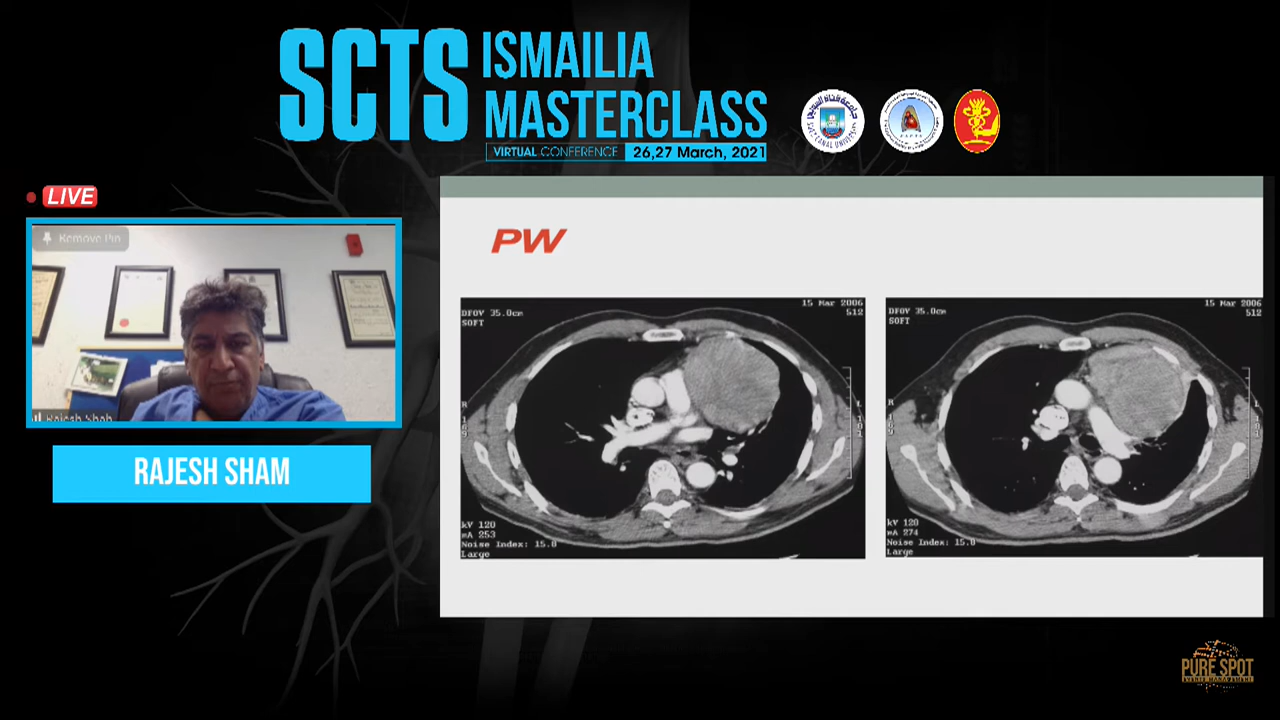 SCTS
ISMAILIA
MASTERCLASS
VIRTUAL CONFERENCE 26,27 March, 2021
LIVE
Remove Pin
Rajesh Shah
RAJESH SHAM
PW
15 Mar 2006
DFOV 35.0cm
512
SOFT
R
L
kV 120
mA 253
Noise Index: 15.0
Large
15 Mar 2006
DFOV 35.0cm
512
SOFT
R
L
kV 120
mA 274
Noise Index: 15.0
Large
PURE SPOT